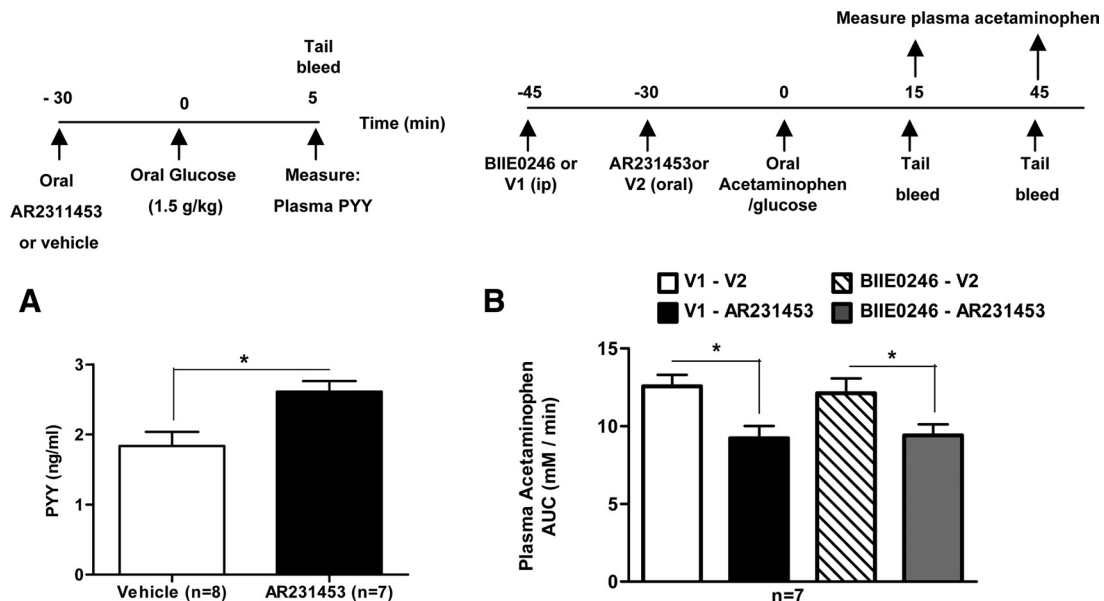 Tail
bleed
- 30
0
5
Time (min)
Oral
AR2311453
or vehicle
Oral Glucose
(1.5 g/kg)
Measure:
Plasma PYY
Measure plasma acetaminophen
-45
-30
0
15
45
BIIE0246 or
V1 (ip)
AR231453or
V2 (oral)
Oral
Acetaminophen
/glucose
Tail
bleed
Tail
bleed
A
3
2
1
0
PYY (ng/ml)
*
Vehicle (n=8)
AR231453 (n=7)
B
V1 - V2
BIIE0246 - V2
V1 - AR231453
BIIE0246 - AR231453
15
10
5
0
Plasma Acetaminophen
AUC (mM / min)
*
*
n=7